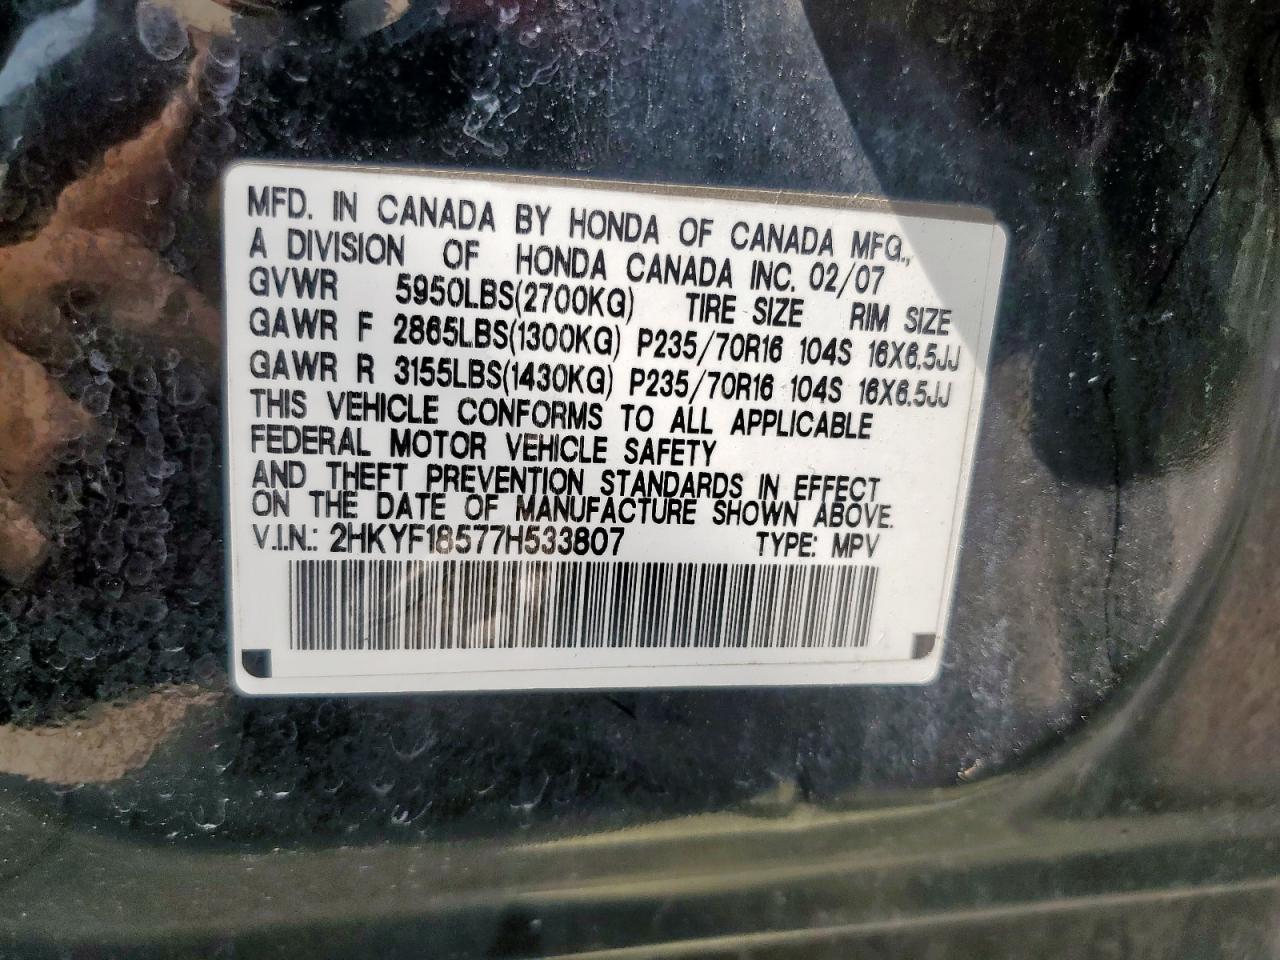 MFD. IN CANADA BY HONDA OF CANADA MFG.,
A DIVISION OF HONDA CANADA INC. 02/07
GVWR 5950LBS(2700KG) TIRE SIZE RIM SIZE
GAWR F 2865LBS(1300KG) P235/70R16 104S 16X6.5JJ
GAWR R 3155LBS(1430KG) P235/70R16 104S 16X6.5JJ
THIS VEHICLE CONFORMS TO ALL APPLICABLE
FEDERAL MOTOR VEHICLE SAFETY
AND THEFT PREVENTION STANDARDS IN EFFECT
ON THE DATE OF MANUFACTURE SHOWN ABOVE.
V.I.N.: 2HKYF18577H533807 TYPE: MPV